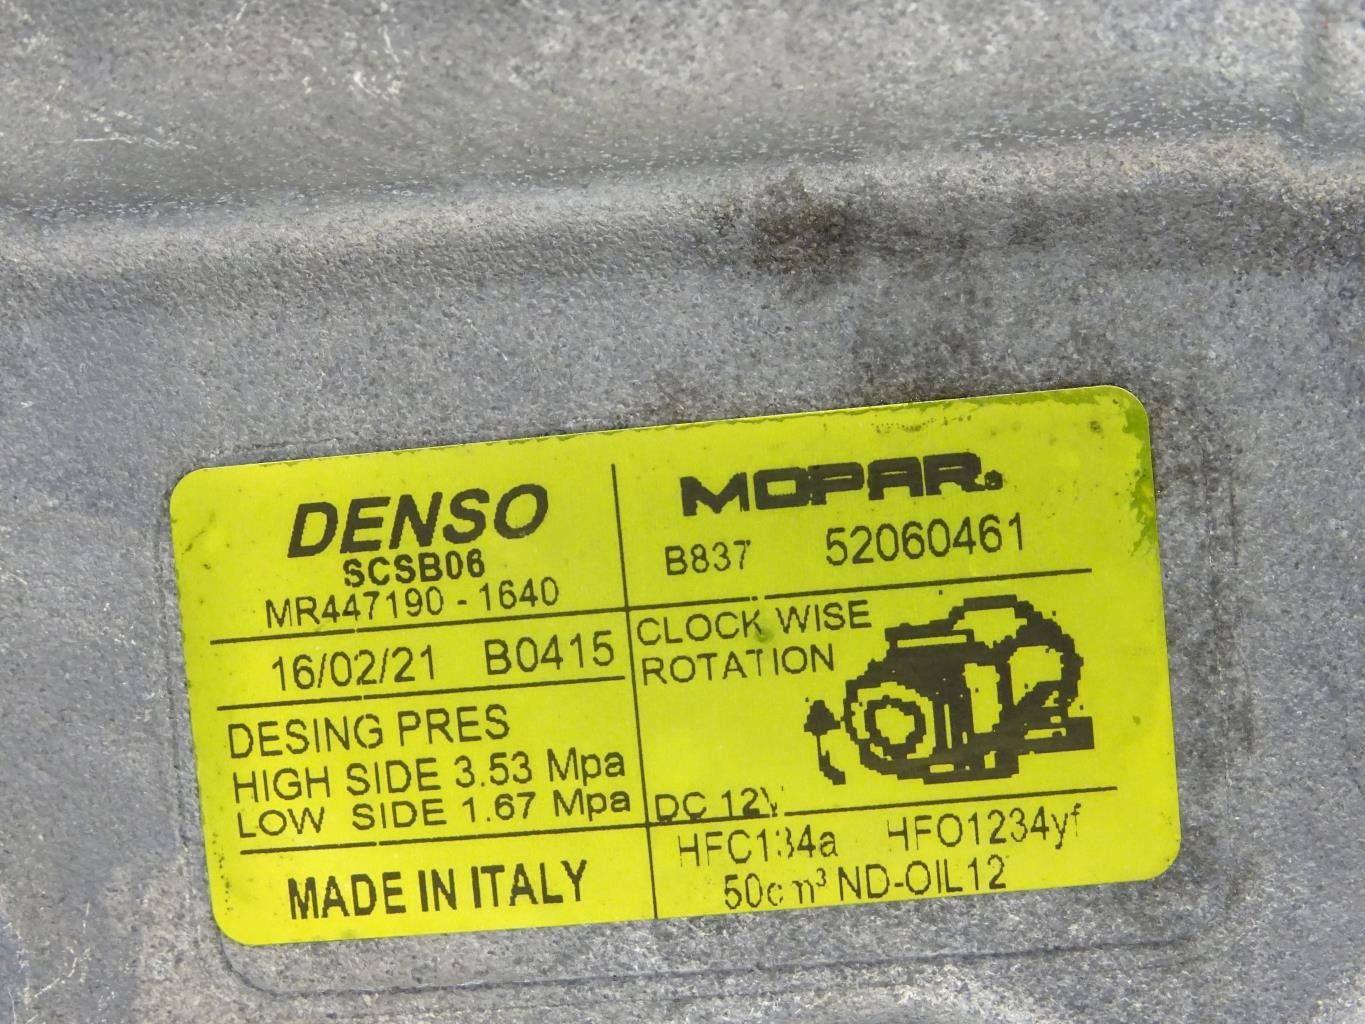 DENSO
SCSB06
MR447190-1640
16/02/21 B0415
DESING PRES
HIGH SIDE 3.53 Mpa
LOW SIDE 1.67 Mpa
MADE IN ITALY
MOPAR.
B837 52060461
CLOCK WISE
ROTATION
DC 12V
HFC134a HFO1234yf
50cm³ ND-OIL12